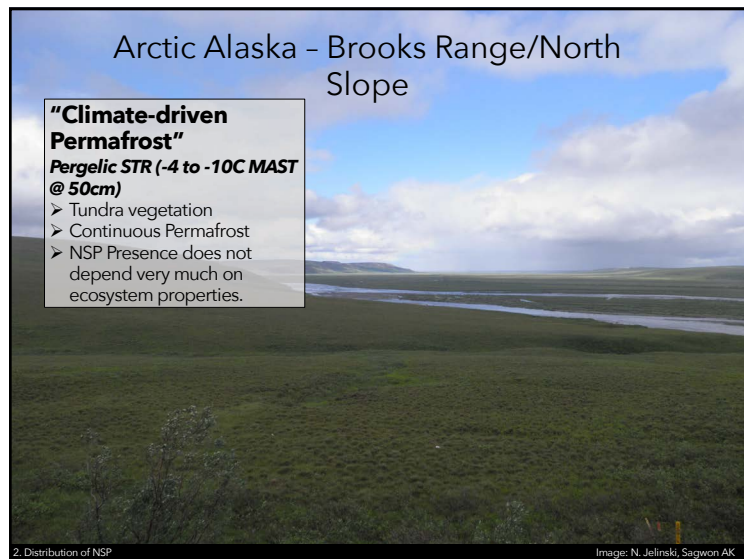 Arctic Alaska – Brooks Range/North
Slope
"Climate-driven
Permafrost"
Pergelic STR (-4 to -10C MAST
@ 50cm)
➢ Tundra vegetation
➢ Continuous Permafrost
➢ NSP Presence does not
depend very much on
ecosystem properties.
2. Distribution of NSP
Image: N. Jelinski, Sagwon AK